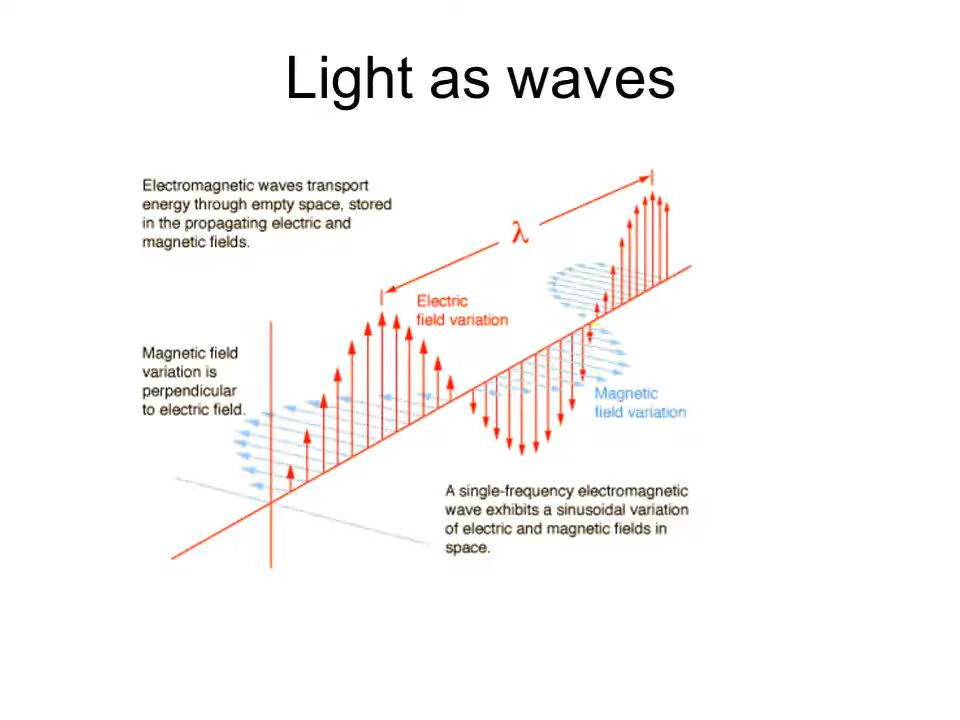 Light as waves
Electromagnetic waves transport
energy through empty space, stored
in the propagating electric and
magnetic fields.
λ
Electric
field variation
Magnetic field
variation is
perpendicular
to electric field.
Magnetic
field variation
A single-frequency electromagnetic
wave exhibits a sinusoidal variation
of electric and magnetic fields in
space.